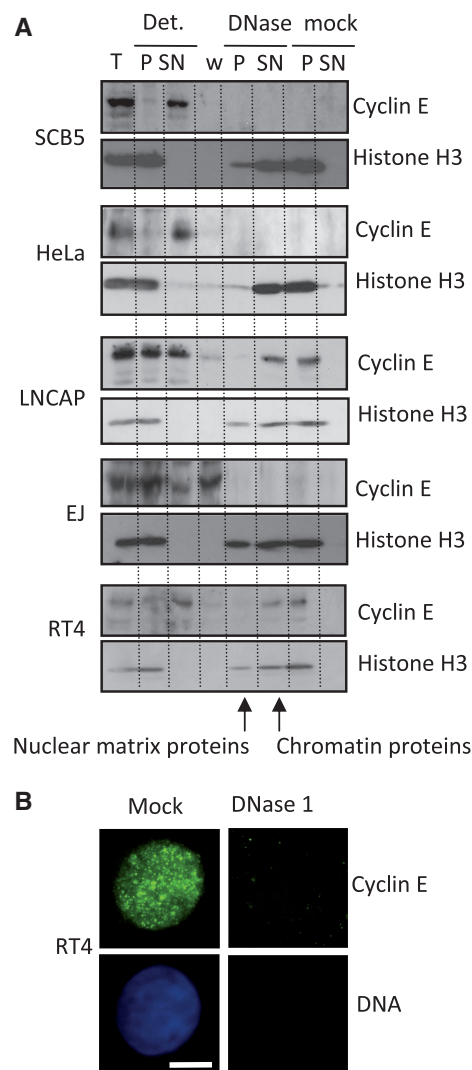 A
Det. DNase mock
T P SN w P SN P SN
SCB5
Cyclin E
Histone H3
HeLa
Cyclin E
Histone H3
LNCAP
Cyclin E
Histone H3
EJ
Cyclin E
Histone H3
RT4
Cyclin E
Histone H3
Nuclear matrix proteins Chromatin proteins
B
Mock DNase 1
RT4
Cyclin E
DNA